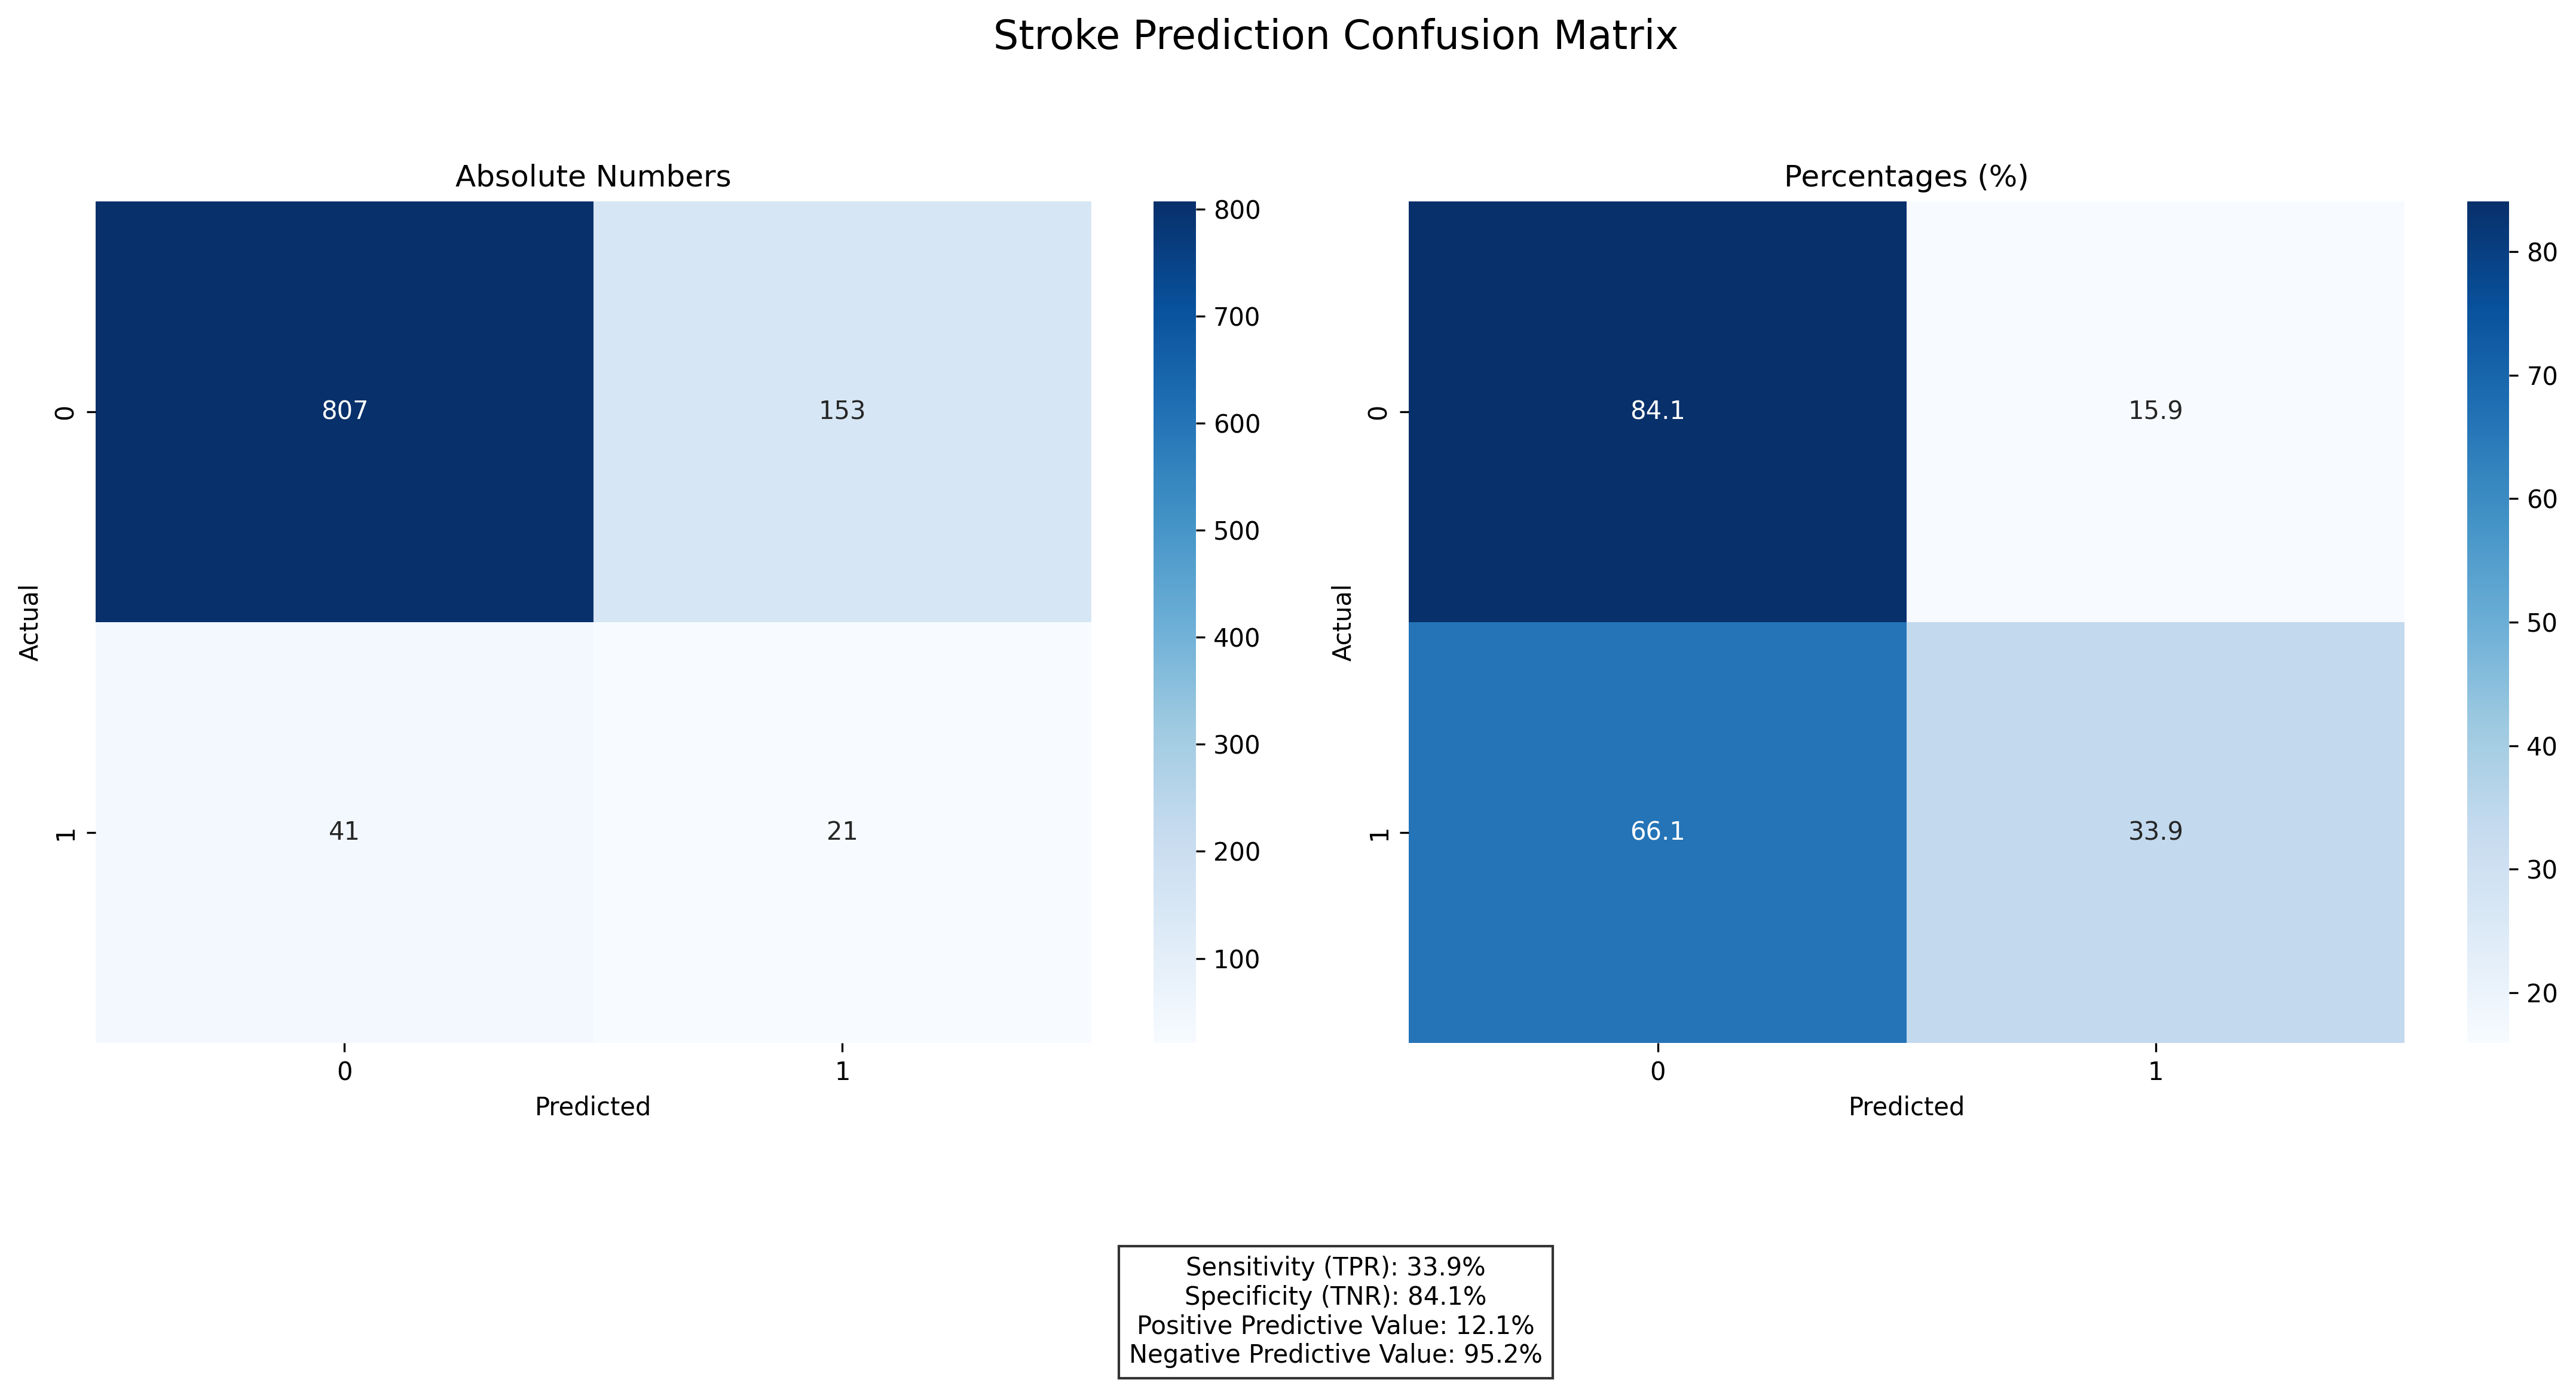 Stroke Prediction Confusion Matrix
Absolute Numbers
807 153
41 21
0
1
Actual
0 1
Predicted
800
700
600
500
400
300
200
100
Percentages (%)
84.1 15.9
66.1 33.9
0
1
Actual
0 1
Predicted
80
70
60
50
40
30
20
Sensitivity (TPR): 33.9%
Specificity (TNR): 84.1%
Positive Predictive Value: 12.1%
Negative Predictive Value: 95.2%